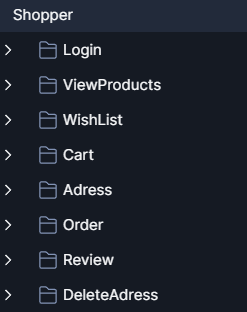 Shopper
Login
ViewProducts
WishList
Cart
Adress
Order
Review
DeleteAdress